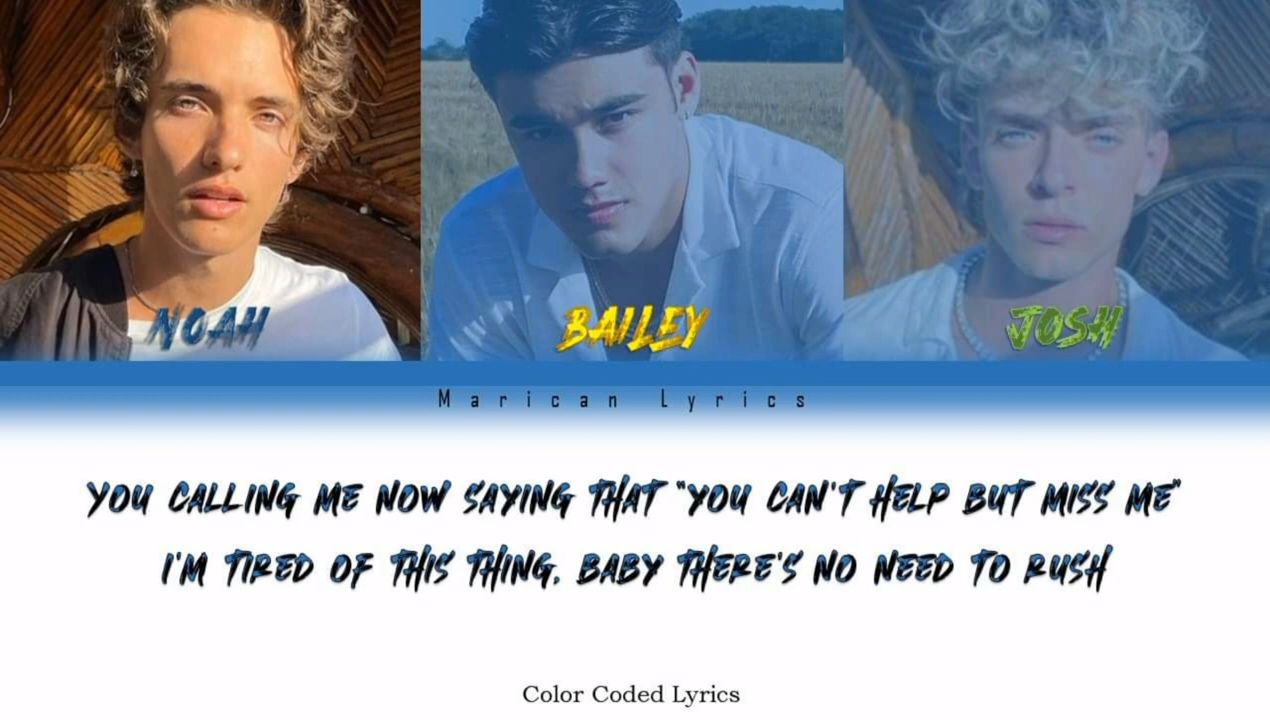 NOAH
BAILEY
JOSH
Marican Lyrics
YOU CALLING ME NOW SAYING THAT "YOU CAN'T HELP BUT MISS ME"
I'M TIRED OF THIS THING, BABY THERE'S NO NEED TO RUSH
Color Coded Lyrics